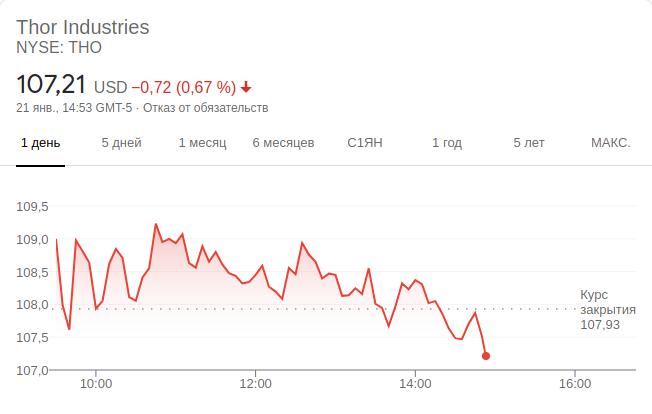 Thor Industries
NYSE: THO
107,21 USD −0,72 (0,67 %)
21 янв., 14:53 GMT-5 · Отказ от обязательств
1 день 5 дней 1 месяц 6 месяцев С1ЯН 1 год 5 лет МАКС.
109,5
109,0
108,5
108,0
107,5
107,0
Курс
закрытия
107,93
10:00 12:00 14:00 16:00